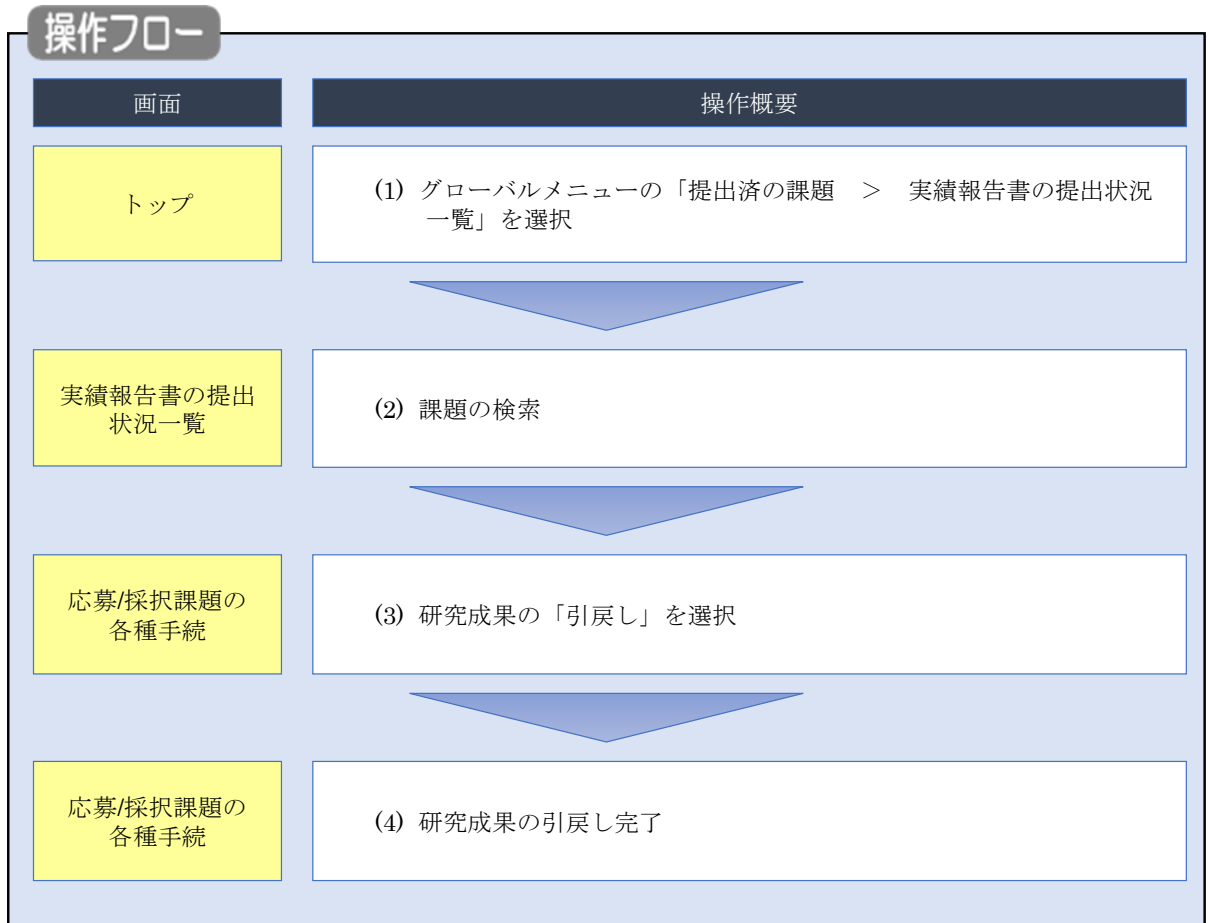 操作フロー
画面
操作概要
トップ
(1) グローバルメニューの「提出済の課題　＞　実績報告書の提出状況
一覧」を選択
実績報告書の提出
状況一覧
(2) 課題の検索
応募/採択課題の
各種手続
(3) 研究成果の「引戻し」を選択
応募/採択課題の
各種手続
(4) 研究成果の引戻し完了